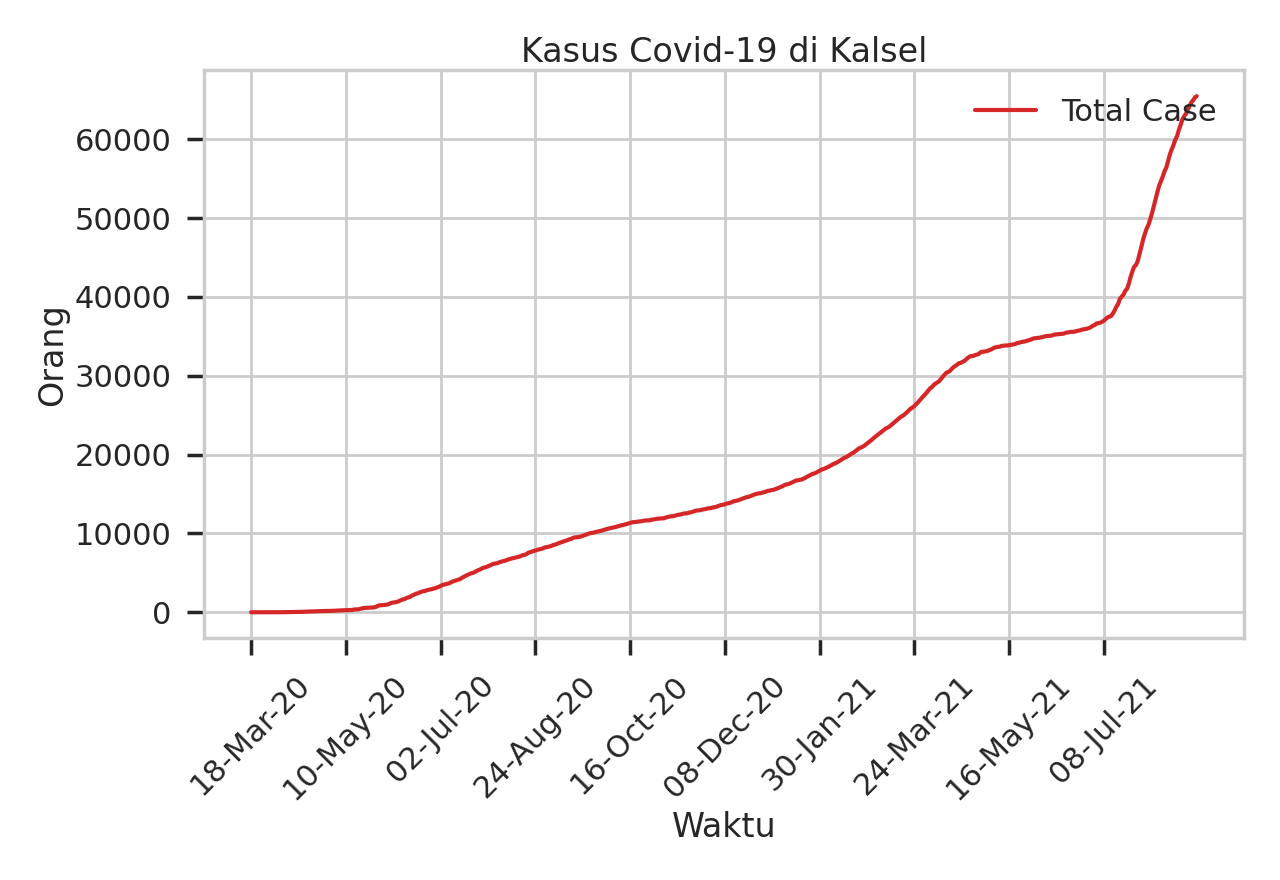 Kasus Covid-19 di Kalsel
Total Case
Orang
60000
50000
40000
30000
20000
10000
0
18-Mar-20
10-May-20
02-Jul-20
24-Aug-20
16-Oct-20
08-Dec-20
30-Jan-21
24-Mar-21
16-May-21
08-Jul-21
Waktu